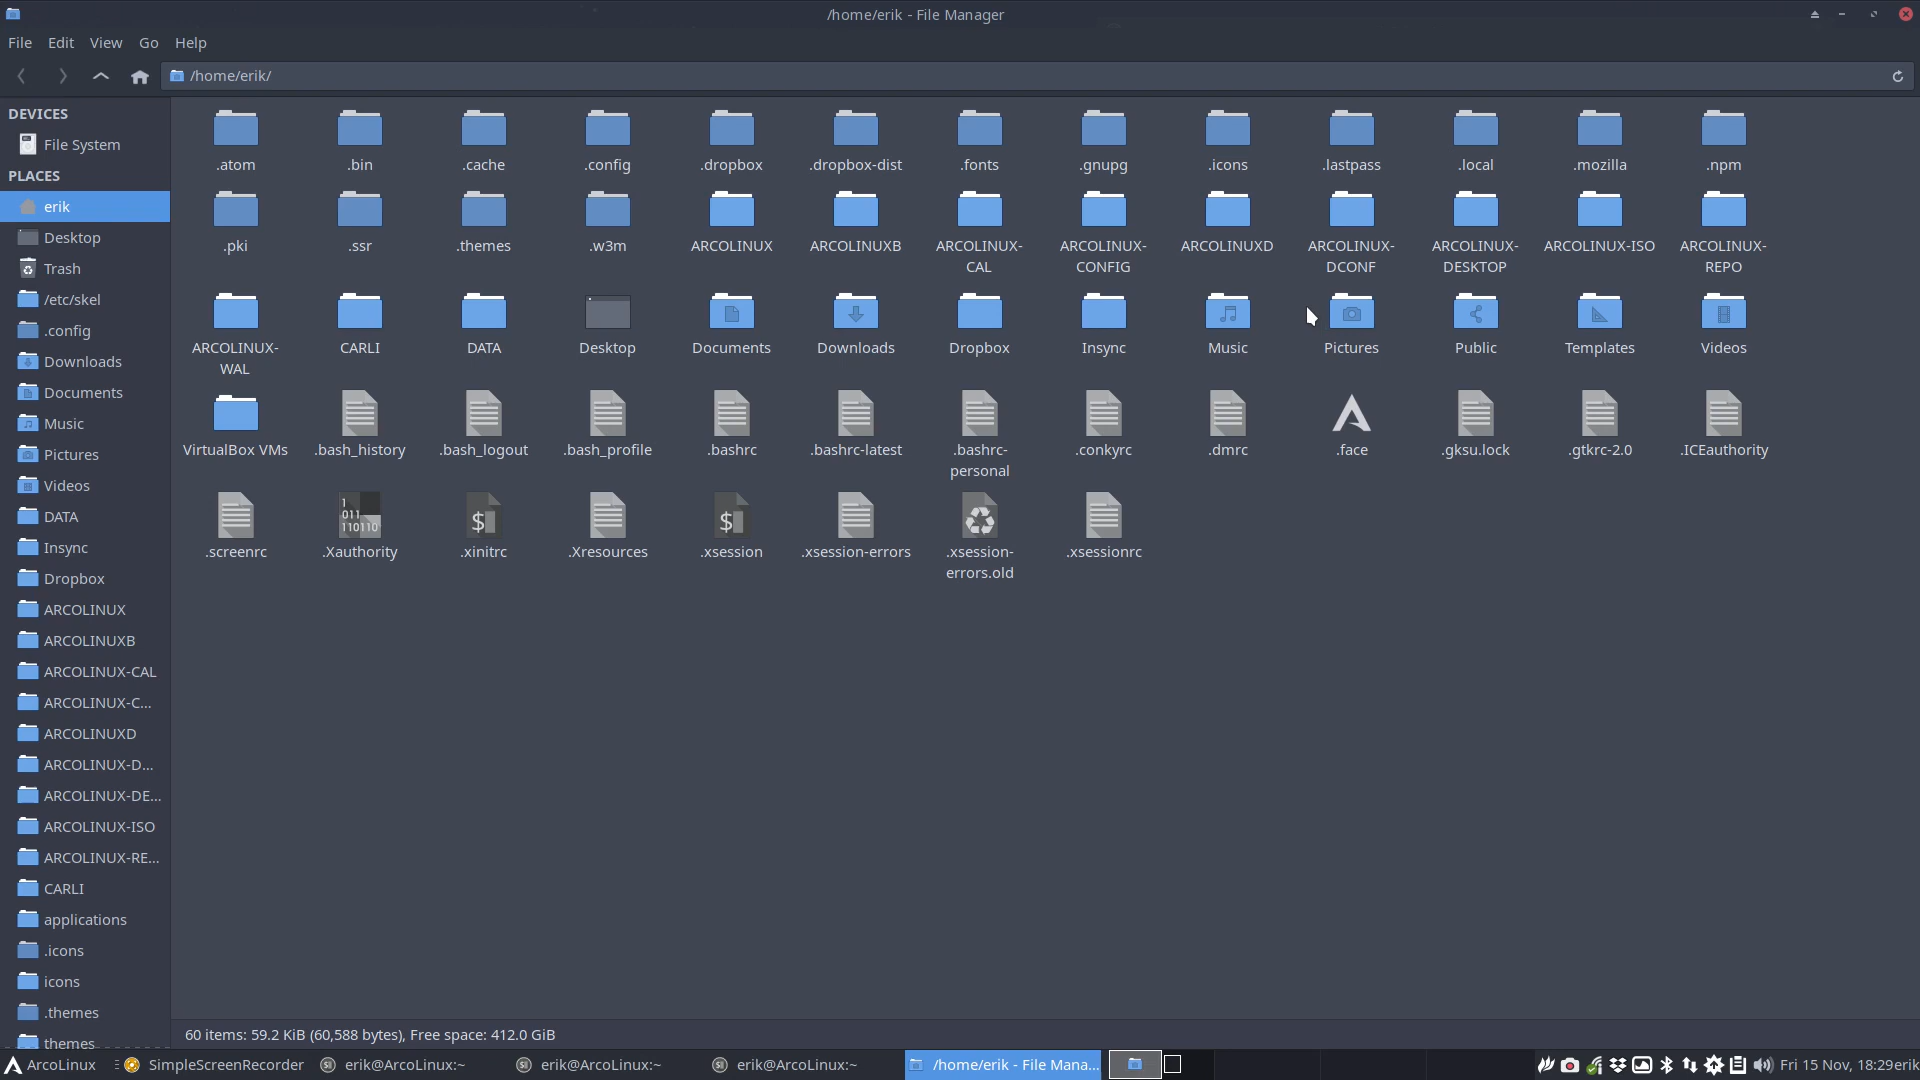 /home/erik - File Manager
File Edit View Go Help
/home/erik/
DEVICES
File System
PLACES
erik
Desktop
Trash
/etc/skel
.config
Downloads
Documents
Music
Pictures
Videos
DATA
Insync
Dropbox
ARCOLINUX
ARCOLINUXB
ARCOLINUX-CAL
ARCOLINUX-C...
ARCOLINUXD
ARCOLINUX-D...
ARCOLINUX-DE...
ARCOLINUX-ISO
ARCOLINUX-RE...
CARLI
applications
.icons
icons
.themes
themes
.atom .bin .cache .config .dropbox .dropbox-dist .fonts .gnupg .icons .lastpass .local .mozilla .npm
.pki .ssr .themes .w3m ARCOLINUX ARCOLINUXB ARCOLINUX- ARCOLINUX- ARCOLINUXD ARCOLINUX- ARCOLINUX- ARCOLINUX-ISO ARCOLINUX-
CAL CONFIG DCONF DESKTOP REPO
ARCOLINUX- CARLI DATA Desktop Documents Downloads Dropbox Insync Music Pictures Public Templates Videos
WAL
VirtualBox VMs .bash_history .bash_logout .bash_profile .bashrc .bashrc-latest .bashrc- .conkyrc .dmrc .face .gksu.lock .gtkrc-2.0 .ICEauthority
personal
1
011
110110
$ $
.screenrc .Xauthority .xinitrc .Xresources .xsession .xsession-errors .xsession- .xsessionrc
errors.old
60 items: 59.2 KiB (60,588 bytes), Free space: 412.0 GiB
ArcoLinux SimpleScreenRecorder erik@ArcoLinux:~ erik@ArcoLinux:~ erik@ArcoLinux:~ /home/erik - File Mana... Fri 15 Nov, 18:29 erik